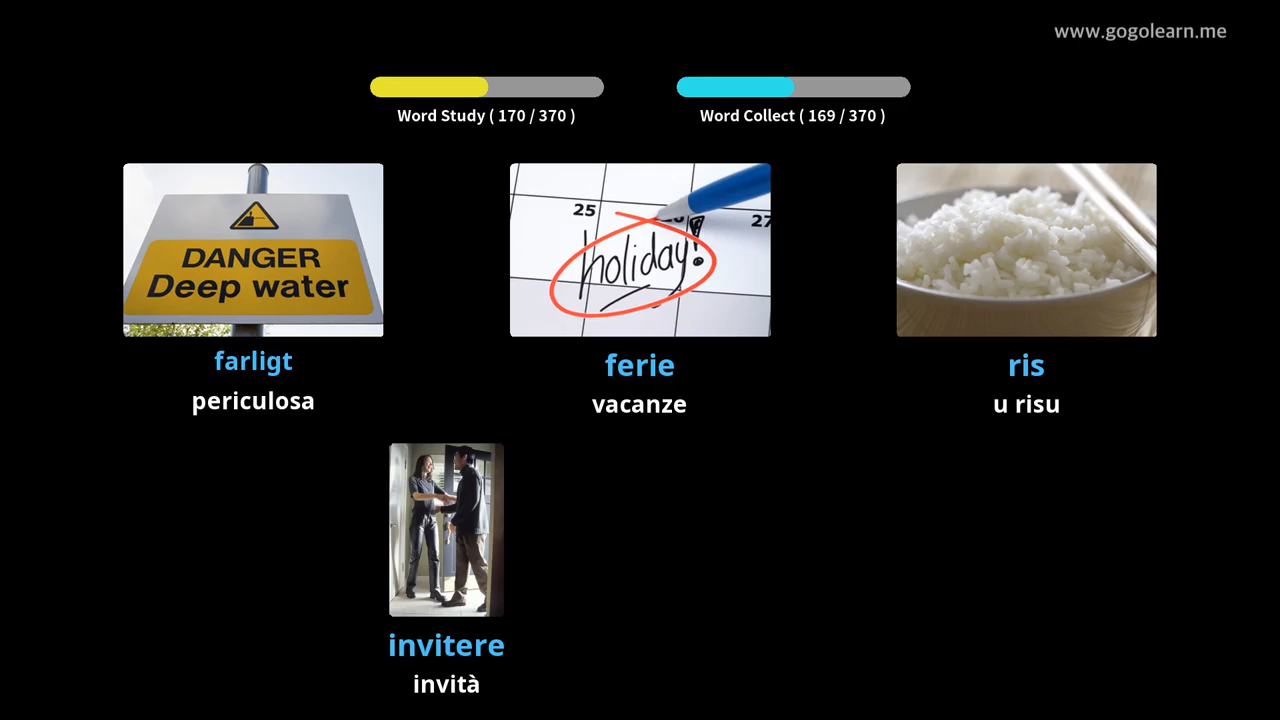 www.gogolearn.me
Word Study ( 170 / 370 )
Word Collect ( 169 / 370 )
DANGER
Deep water
25
27
holiday!
farligt
periculosa
ferie
vacanze
ris
u risu
invitere
invità